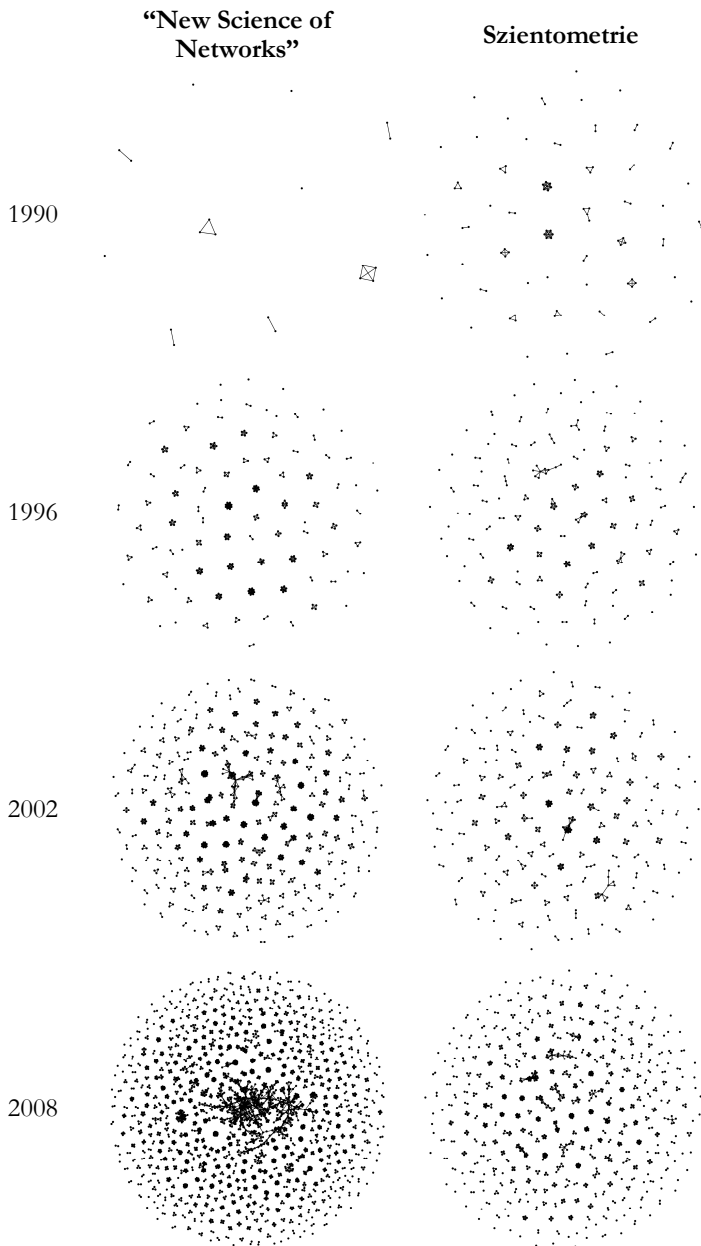 “New Science of
Networks”
Szientometrie
1990
1996
2002
2008